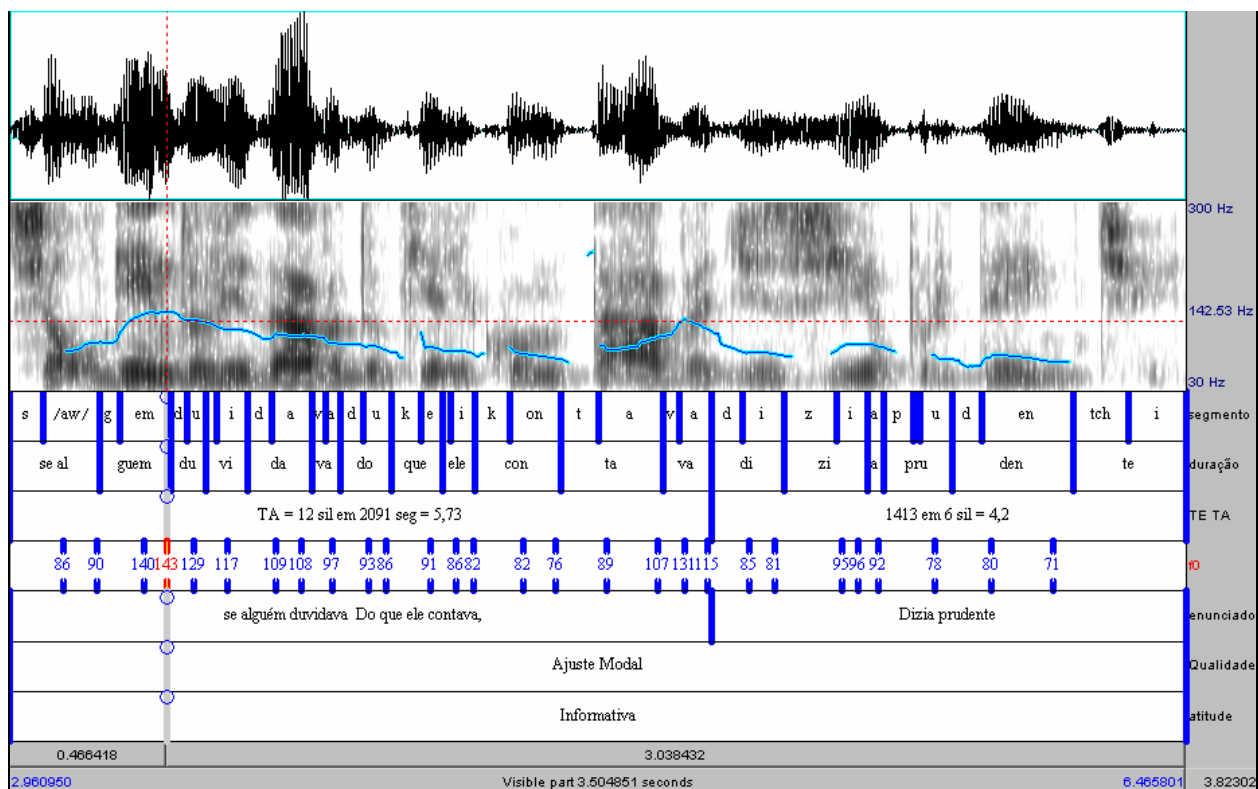 300 Hz
142.53 Hz
30 Hz
s /aw/ g em d u i d a va d u k e i k on t a v a d i z i a p u d en tch i segmento
se al guem du vi da va do que ele con ta va di zi a pru den te duração
TA = 12 sil em 2091 seg = 5,73 1413 em 6 sil = 4,2 TE TA
86 90 140 143 129 117 109 108 97 93 86 91 86 82 82 76 89 107 131 115 85 81 95 96 92 78 80 71 f0
se alguém duvidava Do que ele contava, Dizia prudente enunciado
Ajuste Modal Qualidade
Informativa atitude
0.466418 3.038432
2.960950 Visible part 3.504851 seconds 6.465801 3.82302